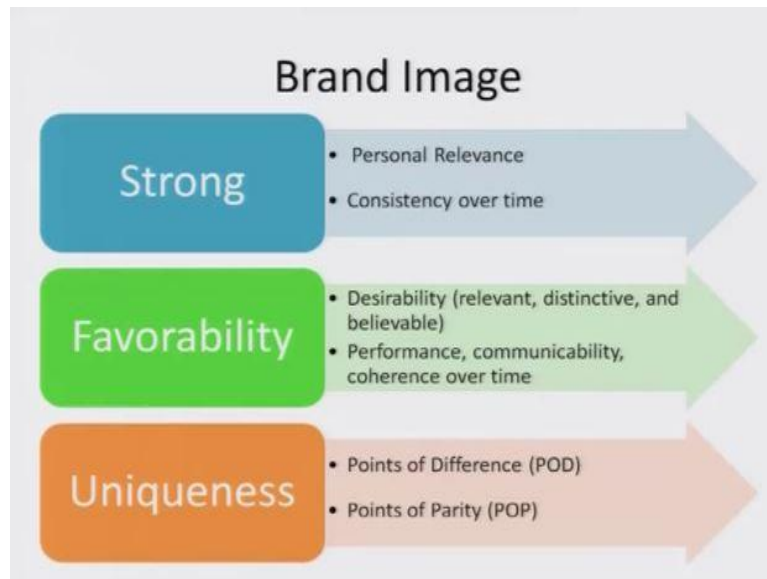 Brand Image
Strong
• Personal Relevance
• Consistency over time
Favorability
• Desirability (relevant, distinctive, and
believable)
• Performance, communicability,
coherence over time
Uniqueness
• Points of Difference (POD)
• Points of Parity (POP)